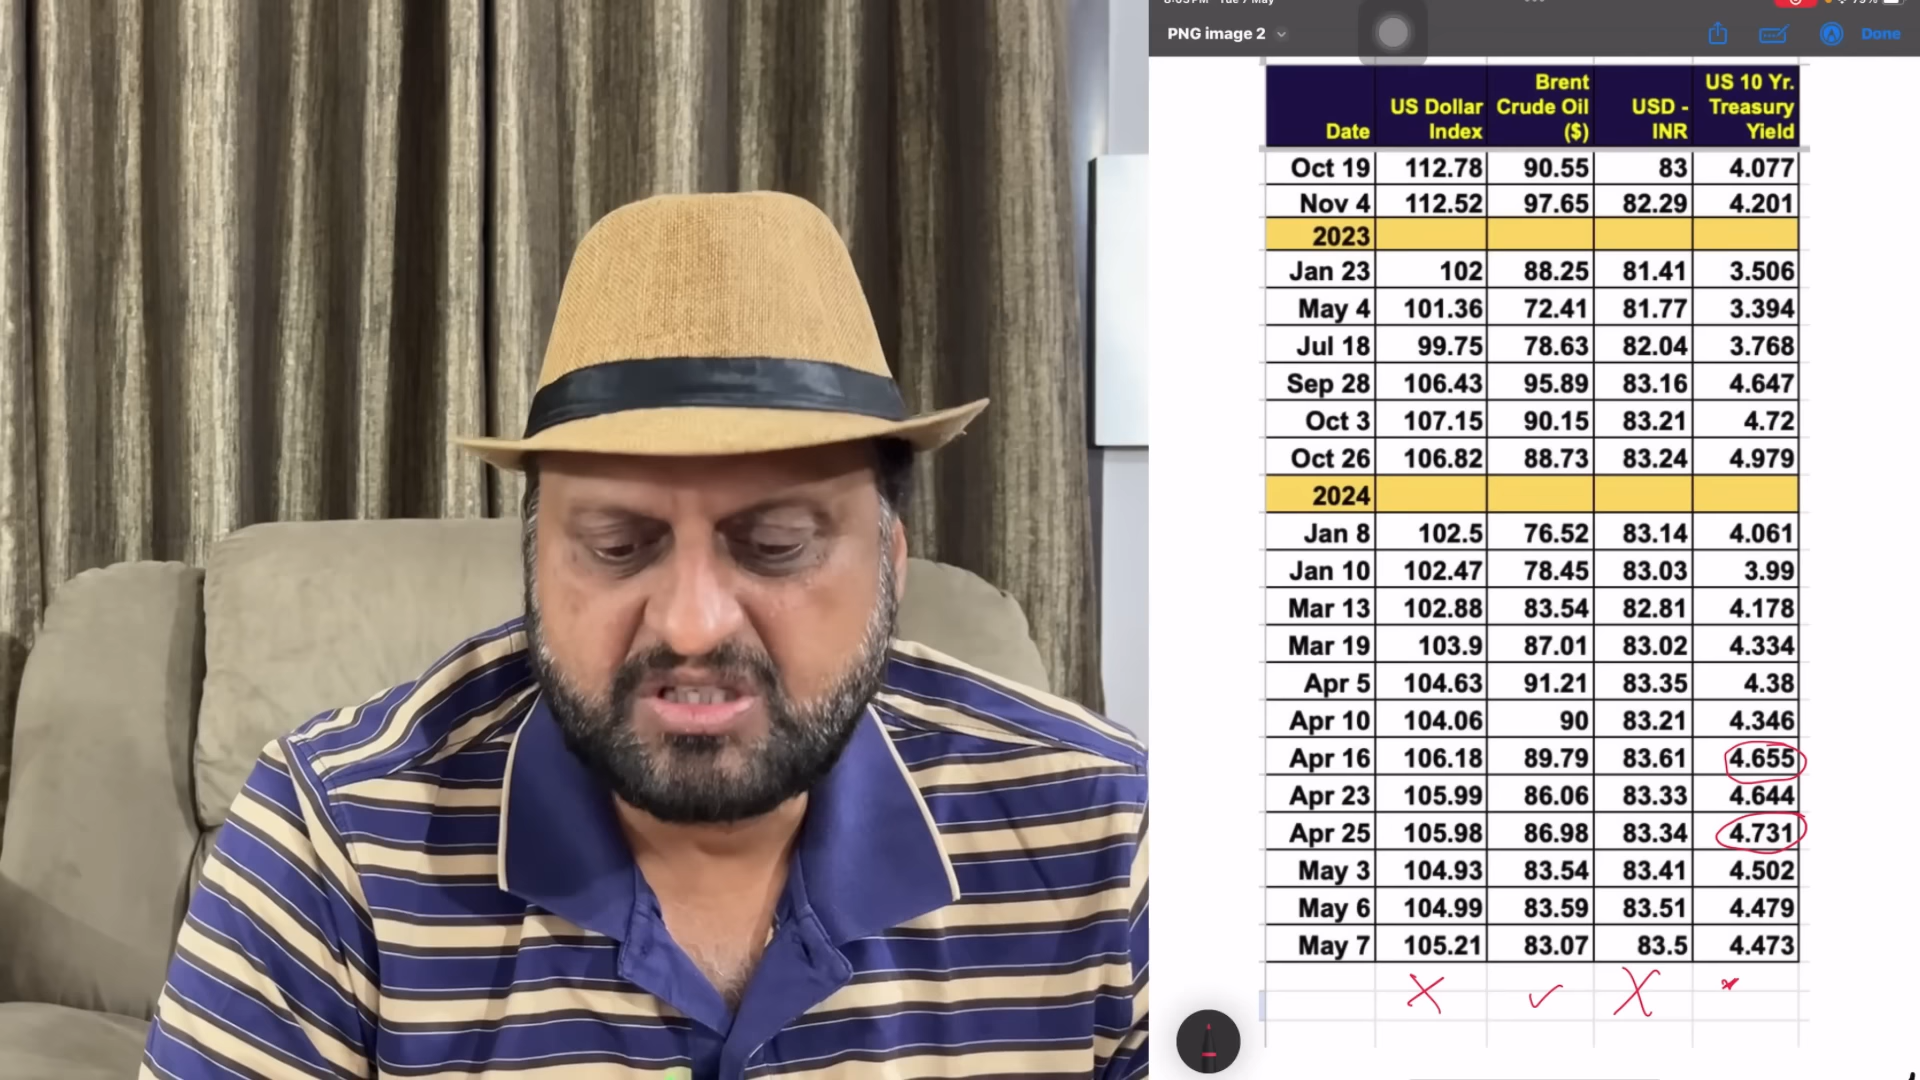 PNG image 2
Done
Date US Dollar Index Brent Crude Oil ($) USD - INR US 10 Yr. Treasury Yield
Oct 19 112.78 90.55 83 4.077
Nov 4 112.52 97.65 82.29 4.201
2023
Jan 23 102 88.25 81.41 3.506
May 4 101.36 72.41 81.77 3.394
Jul 18 99.75 78.63 82.04 3.768
Sep 28 106.43 95.89 83.16 4.647
Oct 3 107.15 90.15 83.21 4.72
Oct 26 106.82 88.73 83.24 4.979
2024
Jan 8 102.5 76.52 83.14 4.061
Jan 10 102.47 78.45 83.03 3.99
Mar 13 102.88 83.54 82.81 4.178
Mar 19 103.9 87.01 83.02 4.334
Apr 5 104.63 91.21 83.35 4.38
Apr 10 104.06 90 83.21 4.346
Apr 16 106.18 89.79 83.61 4.655
Apr 23 105.99 86.06 83.33 4.644
Apr 25 105.98 86.98 83.34 4.731
May 3 104.93 83.54 83.41 4.502
May 6 104.99 83.59 83.51 4.479
May 7 105.21 83.07 83.5 4.473